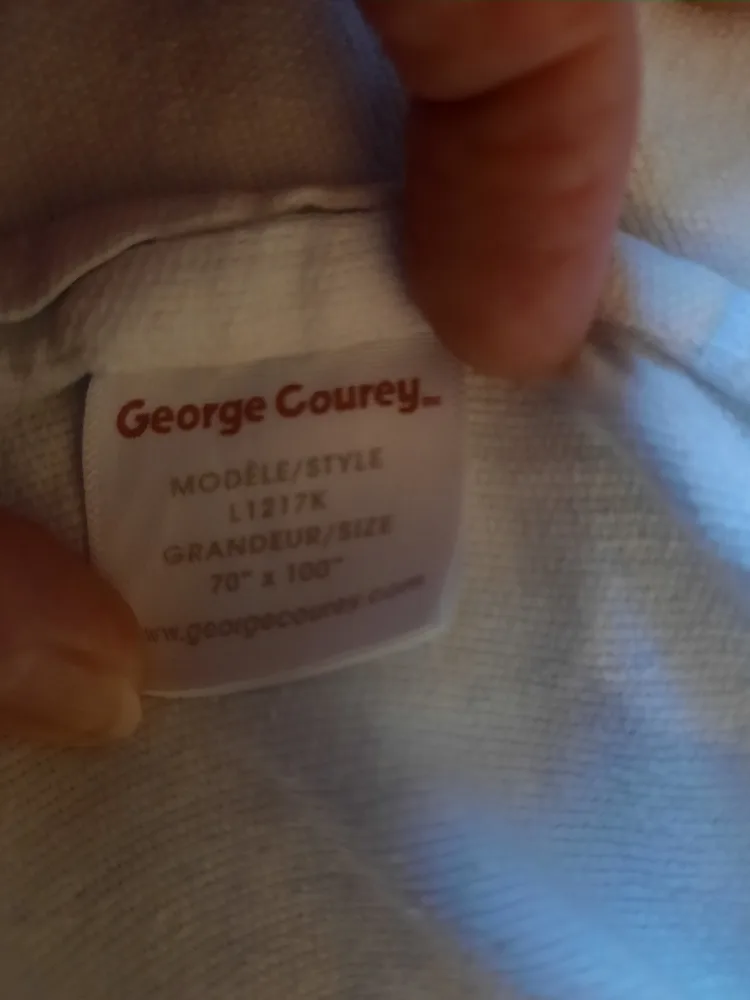 George Courey
MODÈLE/STYLE
L1217K
GRANDEUR/SIZE
70" x 100"
www.georgecourey.com